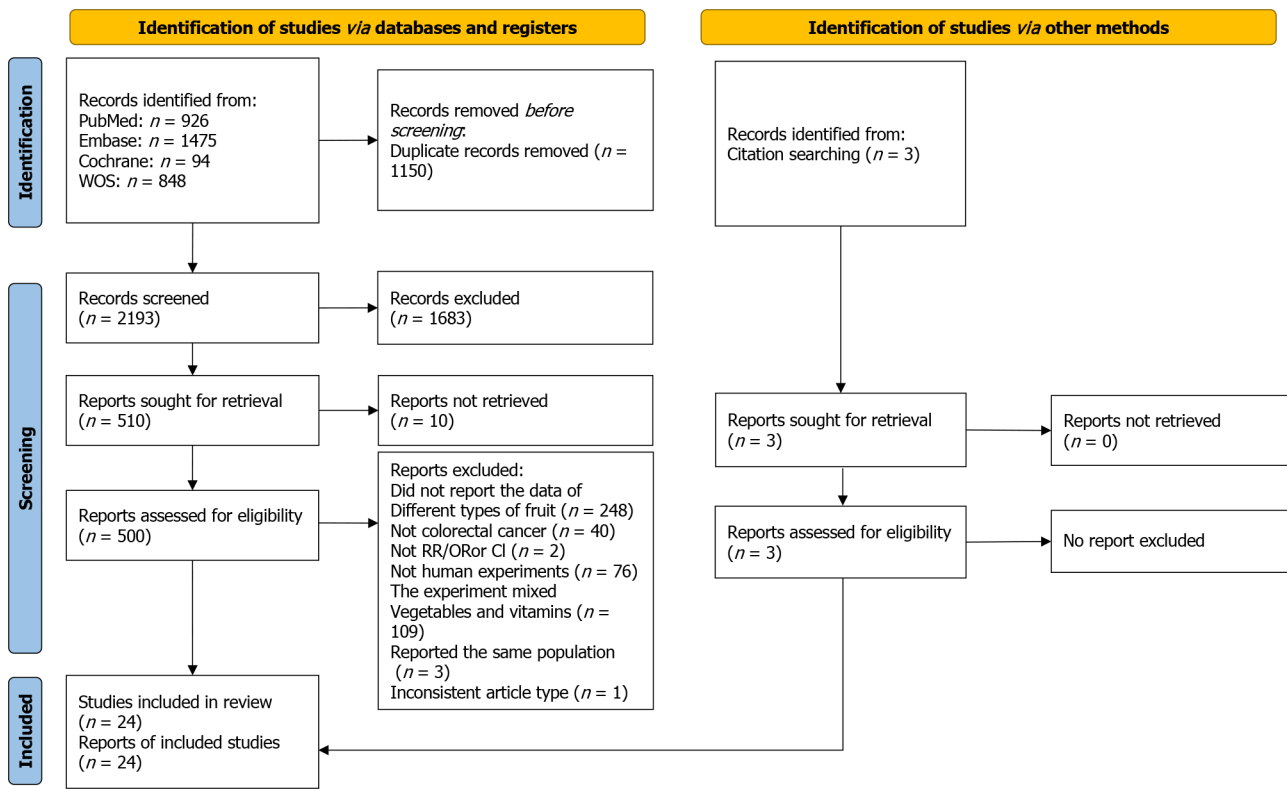 Identification of studies via databases and registers
Identification of studies via other methods
Identification
Records identified from:
PubMed: n = 926
Embase: n = 1475
Cochrane: n = 94
WOS: n = 848
Records removed before
screening:
Duplicate records removed (n =
1150)
Records identified from:
Citation searching (n = 3)
Screening
Records screened
(n = 2193)
Records excluded
(n = 1683)
Reports sought for retrieval
(n = 510)
Reports not retrieved
(n = 10)
Reports sought for retrieval
(n = 3)
Reports not retrieved
(n = 0)
Reports assessed for eligibility
(n = 500)
Reports excluded:
Did not report the data of
Different types of fruit (n = 248)
Not colorectal cancer (n = 40)
Not RR/ORor CI (n = 2)
Not human experiments (n = 76)
The experiment mixed
Vegetables and vitamins (n =
109)
Reported the same population
(n = 3)
Inconsistent article type (n = 1)
Reports assessed for eligibility
(n = 3)
No report excluded
Included
Studies included in review
(n = 24)
Reports of included studies
(n = 24)